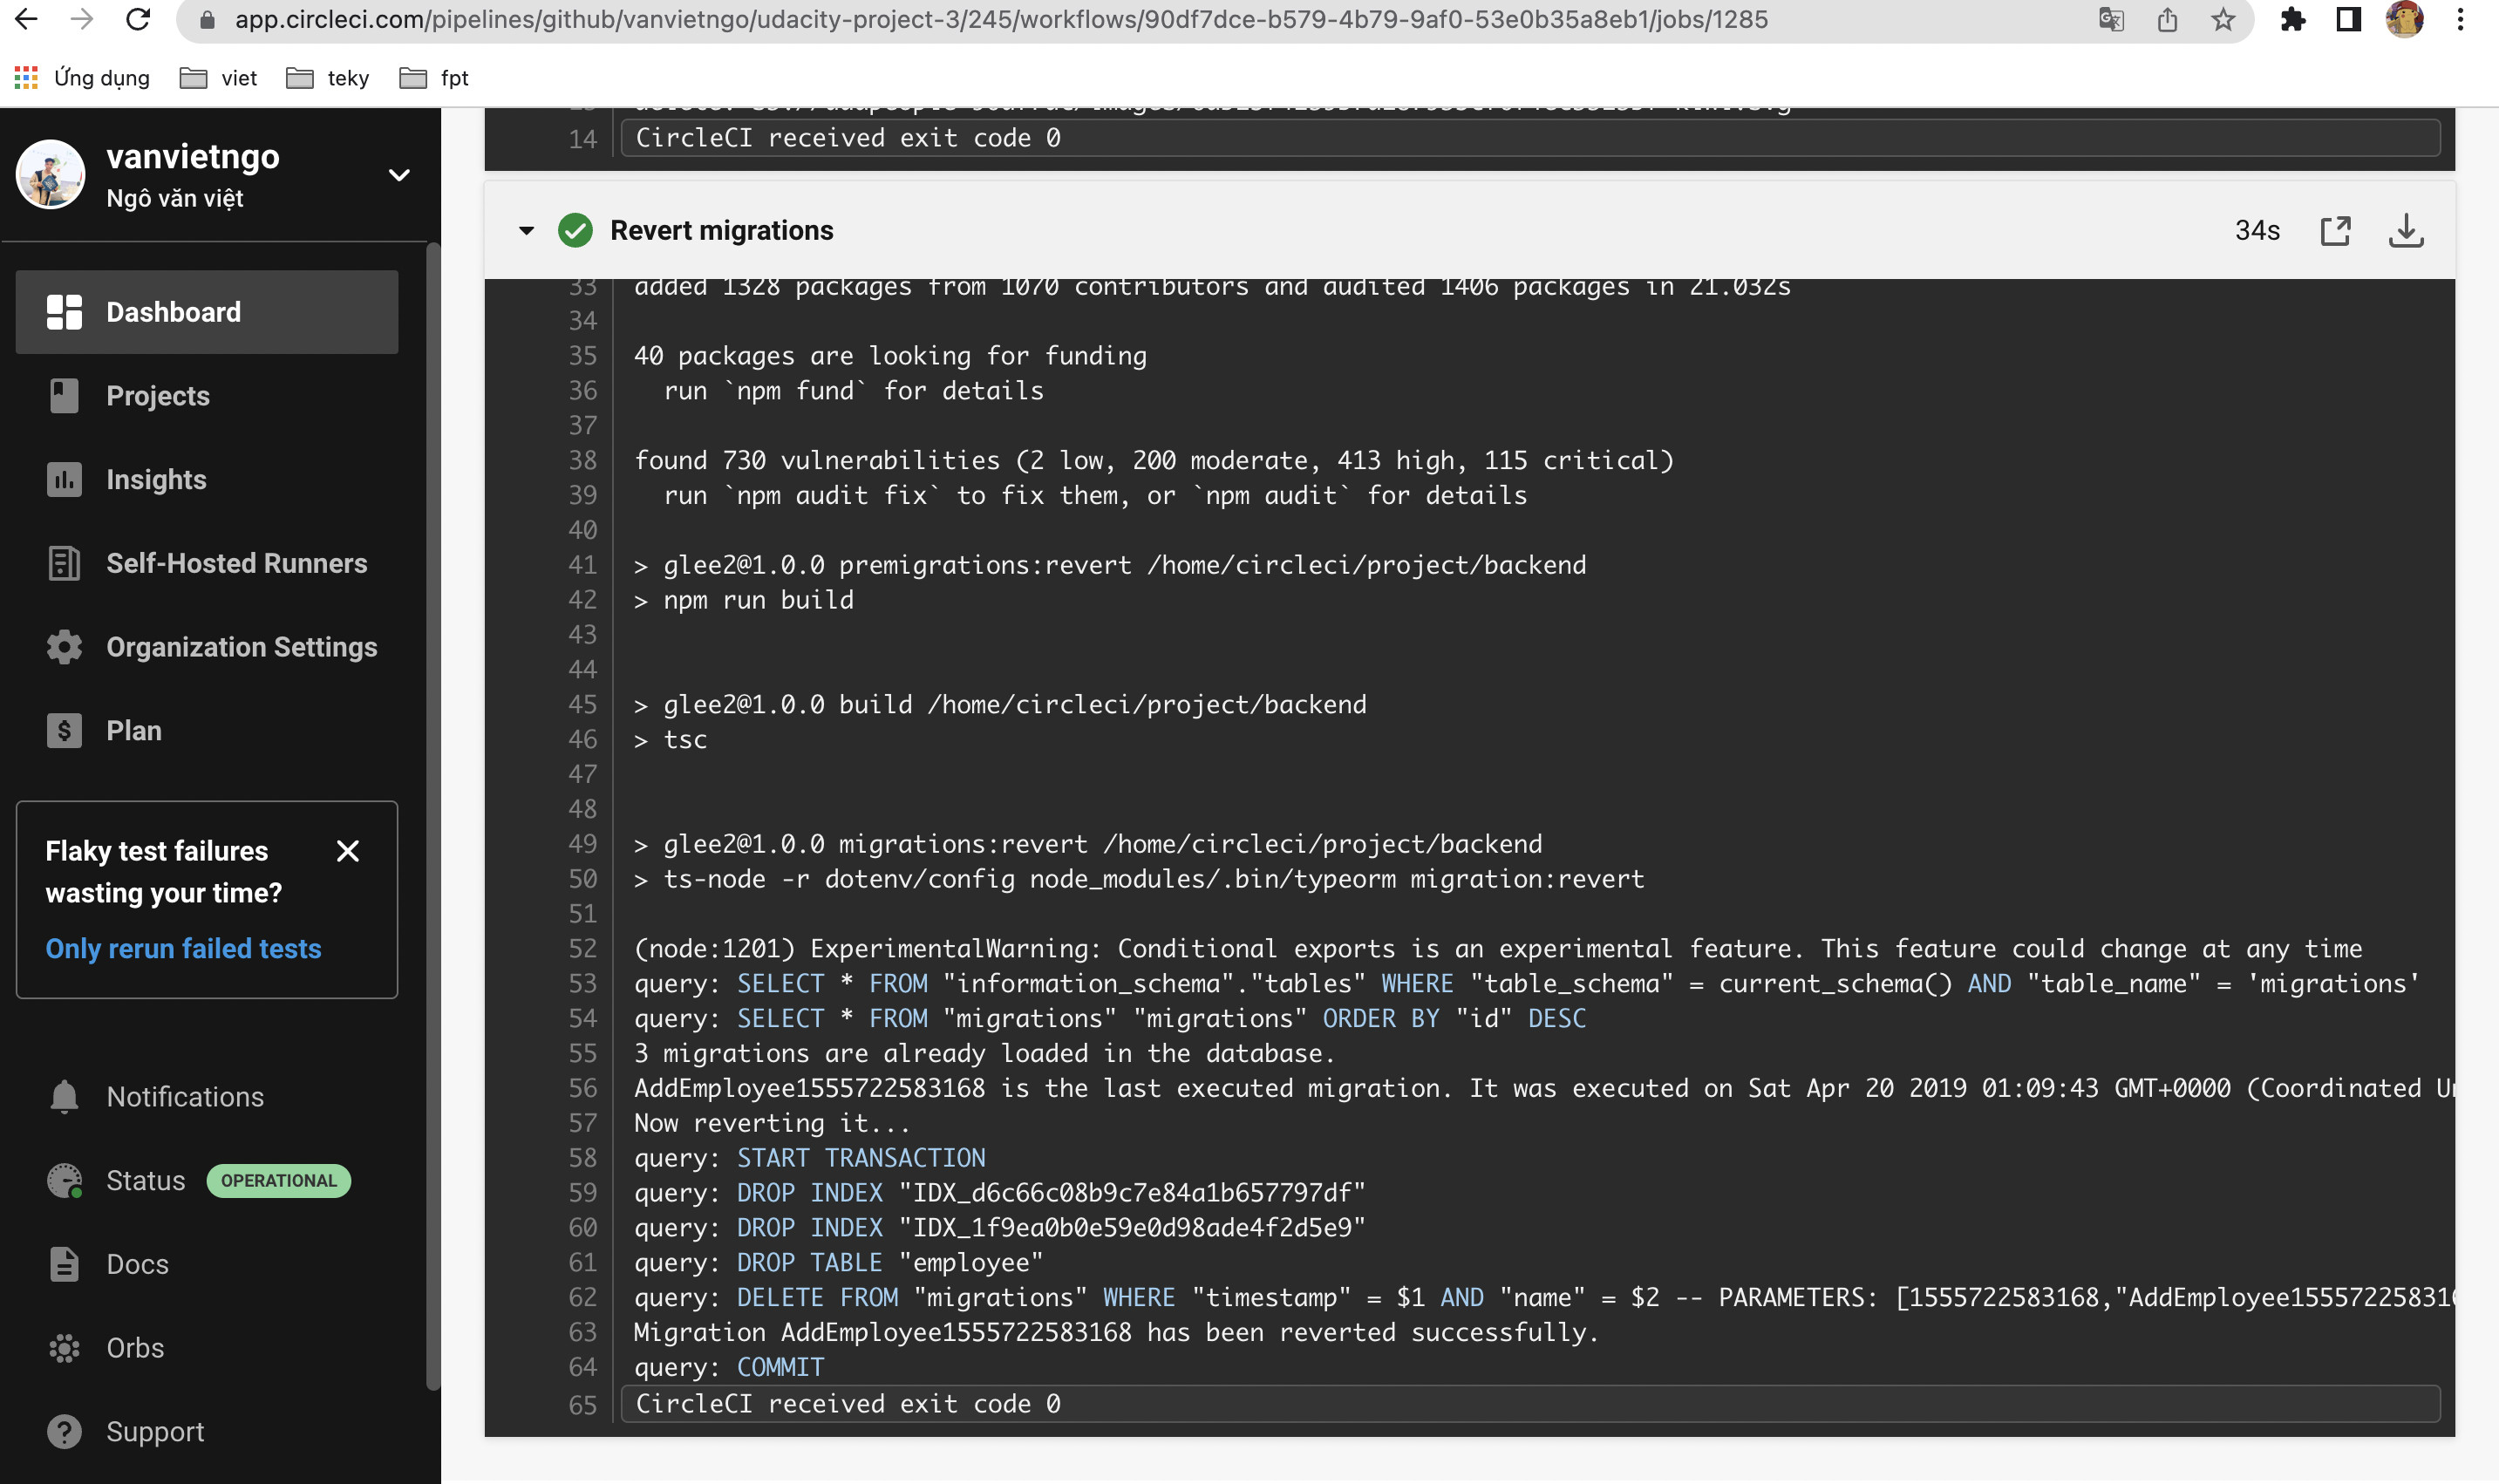 app.circleci.com/pipelines/github/vanvietngo/udacity-project-3/245/workflows/90df7dce-b579-4b79-9af0-53e0b35a8eb1/jobs/1285
Ứng dụng viet teky fpt
vanvietngo
Ngô văn việt
Dashboard
Projects
Insights
Self-Hosted Runners
Organization Settings
Plan
Flaky test failures
wasting your time?
Only rerun failed tests
Notifications
Status OPERATIONAL
Docs
Orbs
Support
14 CircleCI received exit code 0
Revert migrations 34s
33 added 1328 packages from 1070 contributors and audited 1406 packages in 21.032s
34
35 40 packages are looking for funding
36 run `npm fund` for details
37
38 found 730 vulnerabilities (2 low, 200 moderate, 413 high, 115 critical)
39 run `npm audit fix` to fix them, or `npm audit` for details
40
41 > glee2@1.0.0 premigrations:revert /home/circleci/project/backend
42 > npm run build
43
44
45 > glee2@1.0.0 build /home/circleci/project/backend
46 > tsc
47
48
49 > glee2@1.0.0 migrations:revert /home/circleci/project/backend
50 > ts-node -r dotenv/config node_modules/.bin/typeorm migration:revert
51
52 (node:1201) ExperimentalWarning: Conditional exports is an experimental feature. This feature could change at any time
53 query: SELECT * FROM "information_schema"."tables" WHERE "table_schema" = current_schema() AND "table_name" = 'migrations'
54 query: SELECT * FROM "migrations" "migrations" ORDER BY "id" DESC
55 3 migrations are already loaded in the database.
56 AddEmployee1555722583168 is the last executed migration. It was executed on Sat Apr 20 2019 01:09:43 GMT+0000 (Coordinated
57 Now reverting it...
58 query: START TRANSACTION
59 query: DROP INDEX "IDX_d6c66c08b9c7e84a1b657797df"
60 query: DROP INDEX "IDX_1f9ea0b0e59e0d98ade4f2d5e9"
61 query: DROP TABLE "employee"
62 query: DELETE FROM "migrations" WHERE "timestamp" = $1 AND "name" = $2 -- PARAMETERS: [1555722583168,"AddEmployee155572258316
63 Migration AddEmployee1555722583168 has been reverted successfully.
64 query: COMMIT
65 CircleCI received exit code 0